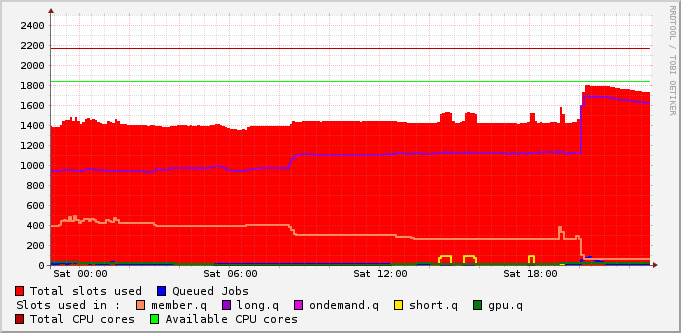 2400
2200
2000
1800
1600
1400
1200
1000
800
600
400
200
0
Sat 00:00 Sat 06:00 Sat 12:00 Sat 18:00
Total slots used Queued Jobs
Slots used in : member.q long.q ondemand.q short.q gpu.q
Total CPU cores Available CPU cores
RRDTOOL / TOBI OETIKER